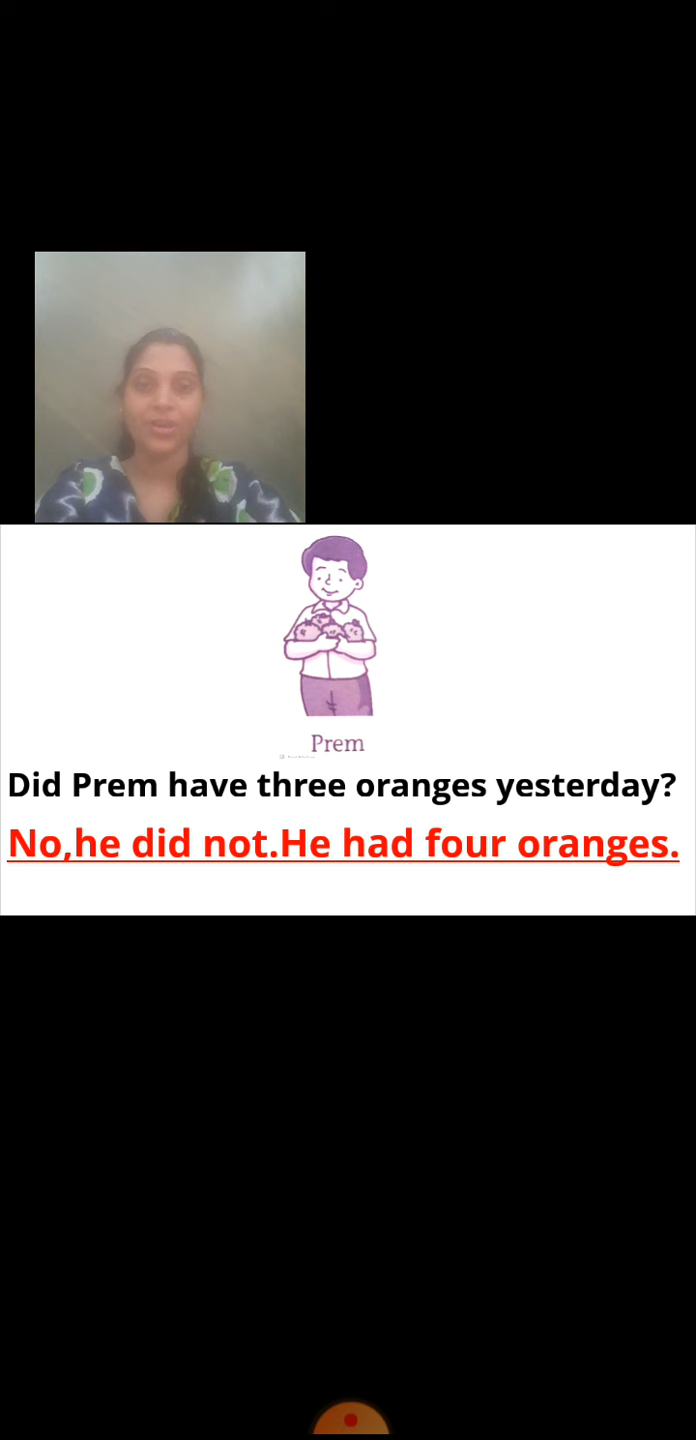 Prem
Did Prem have three oranges yesterday?
No,he did not.He had four oranges.